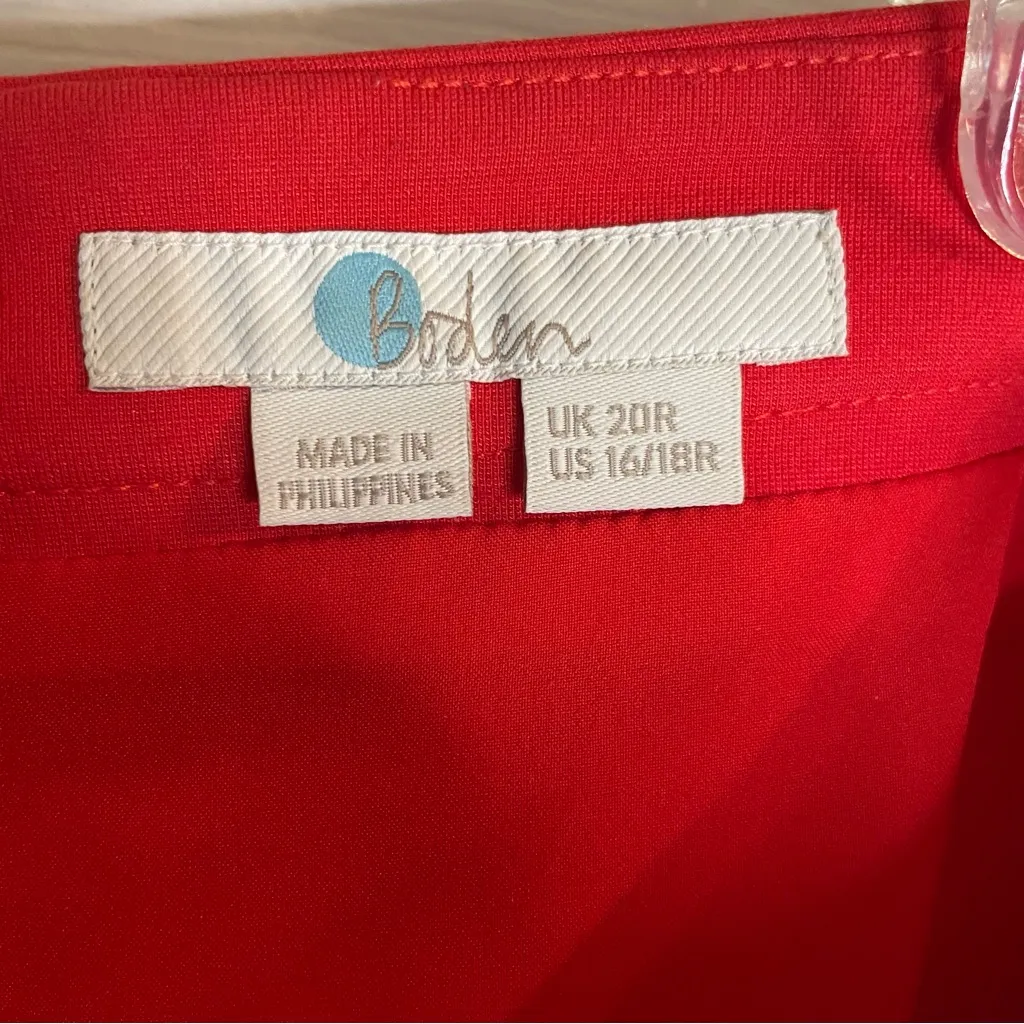 Boden
MADE IN
PHILIPPINES
UK 20R
US 16/18R